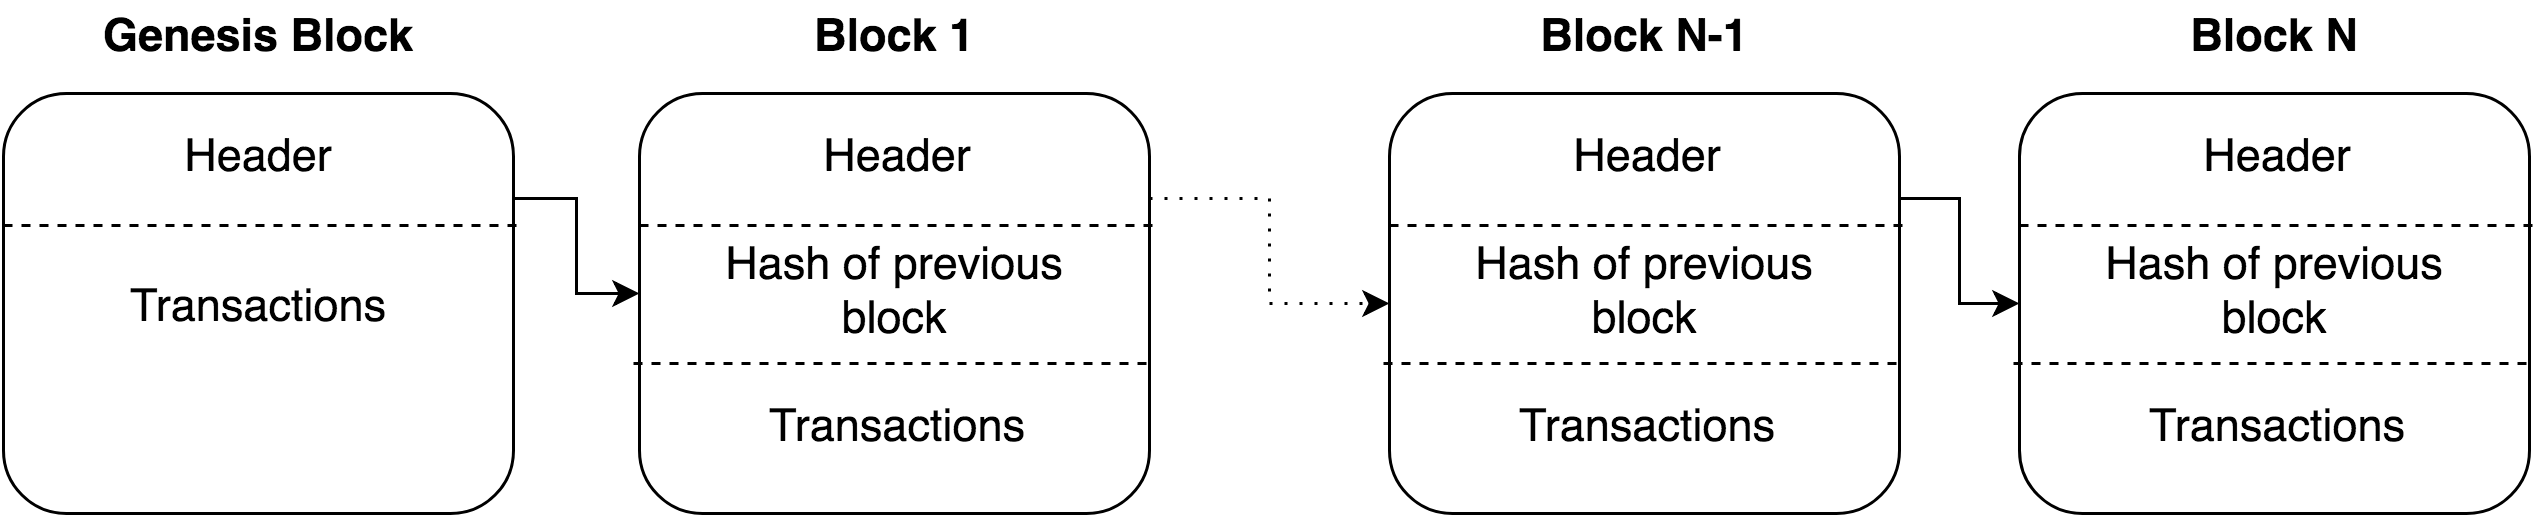 Genesis Block
Header
Transactions
Block 1
Header
Hash of previous
block
Transactions
Block N-1
Header
Hash of previous
block
Transactions
Block N
Header
Hash of previous
block
Transactions